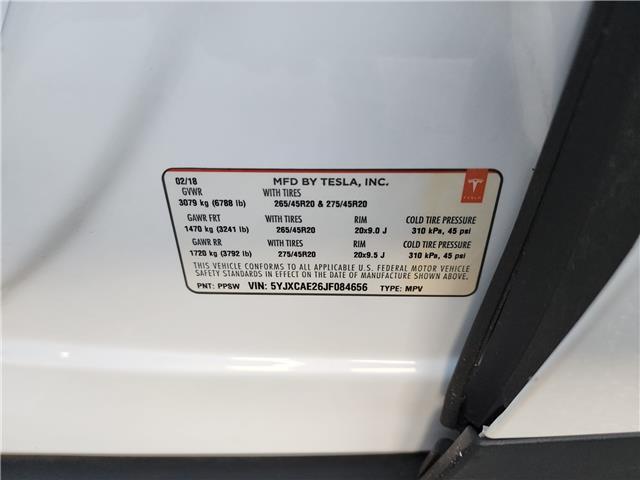 02/18 MFD BY TESLA, INC.
GVWR WITH TIRES
3079 kg (6788 lb) 265/45R20 & 275/45R20
GAWR FRT WITH TIRES RIM COLD TIRE PRESSURE
1470 kg (3241 lb) 265/45R20 20x9.0 J 310 kPa, 45 psi
GAWR RR WITH TIRES RIM COLD TIRE PRESSURE
1720 kg (3792 lb) 275/45R20 20x9.5 J 310 kPa, 45 psi
THIS VEHICLE CONFORMS TO ALL APPLICABLE U.S. FEDERAL MOTOR VEHICLE
SAFETY STANDARDS IN EFFECT ON THE DATE OF MANUFACTURE SHOWN ABOVE.
PNT: PPSW VIN: 5YJXCAE26JF084656 TYPE: MPV
TESLA